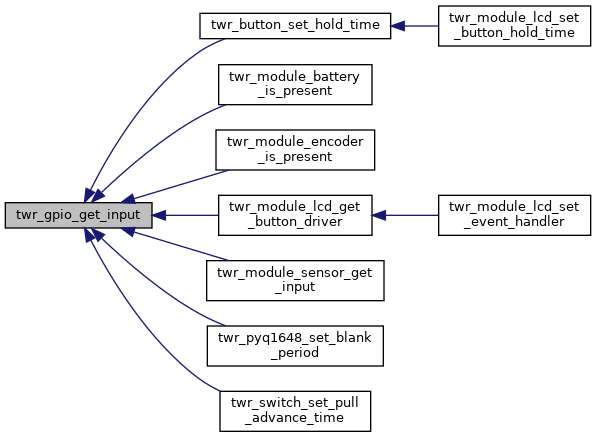 twr_gpio_get_input
twr_button_set_hold_time
twr_module_lcd_set
_button_hold_time
twr_module_battery
_is_present
twr_module_encoder
_is_present
twr_module_lcd_get
_button_driver
twr_module_lcd_set
_event_handler
twr_module_sensor_get
_input
twr_pyq1648_set_blank
_period
twr_switch_set_pull
_advance_time